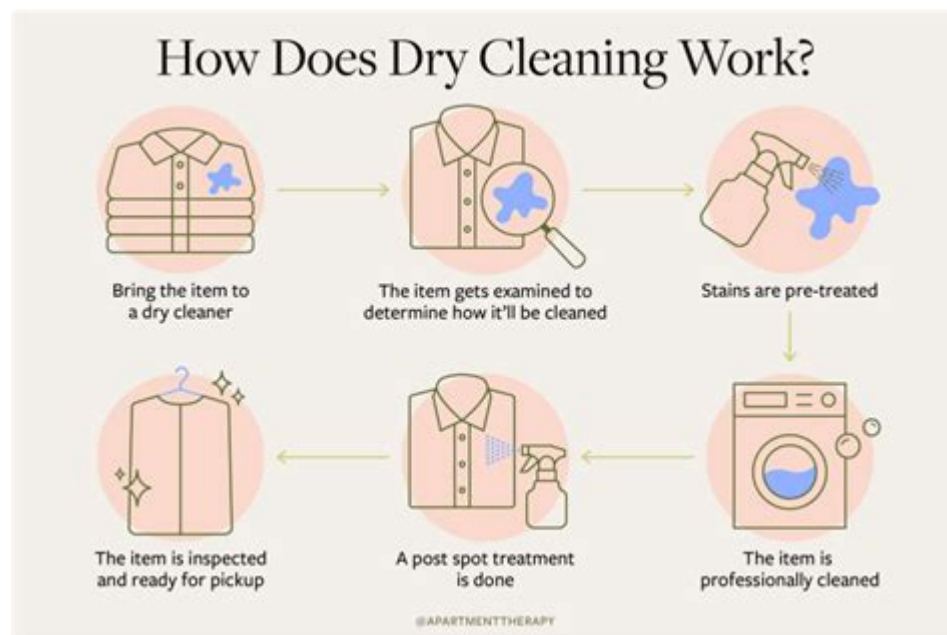 How Does Dry Cleaning Work?
Bring the item to
a dry cleaner
The item gets examined to
determine how it'll be cleaned
Stains are pre-treated
The item is
professionally cleaned
A post spot treatment
is done
The item is inspected
and ready for pickup
@APARTMENTTHERAPY